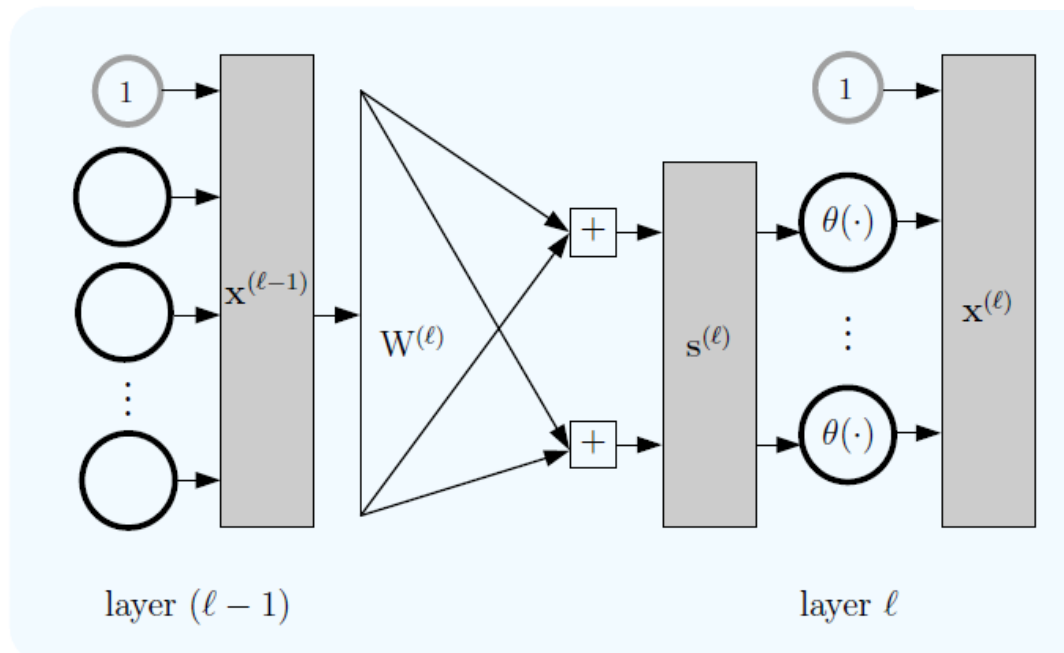 1
1
+
θ(·)
x^(ℓ−1)
W^(ℓ)
s^(ℓ)
⋮
x^(ℓ)
⋮
+
θ(·)
layer (ℓ − 1)
layer ℓ